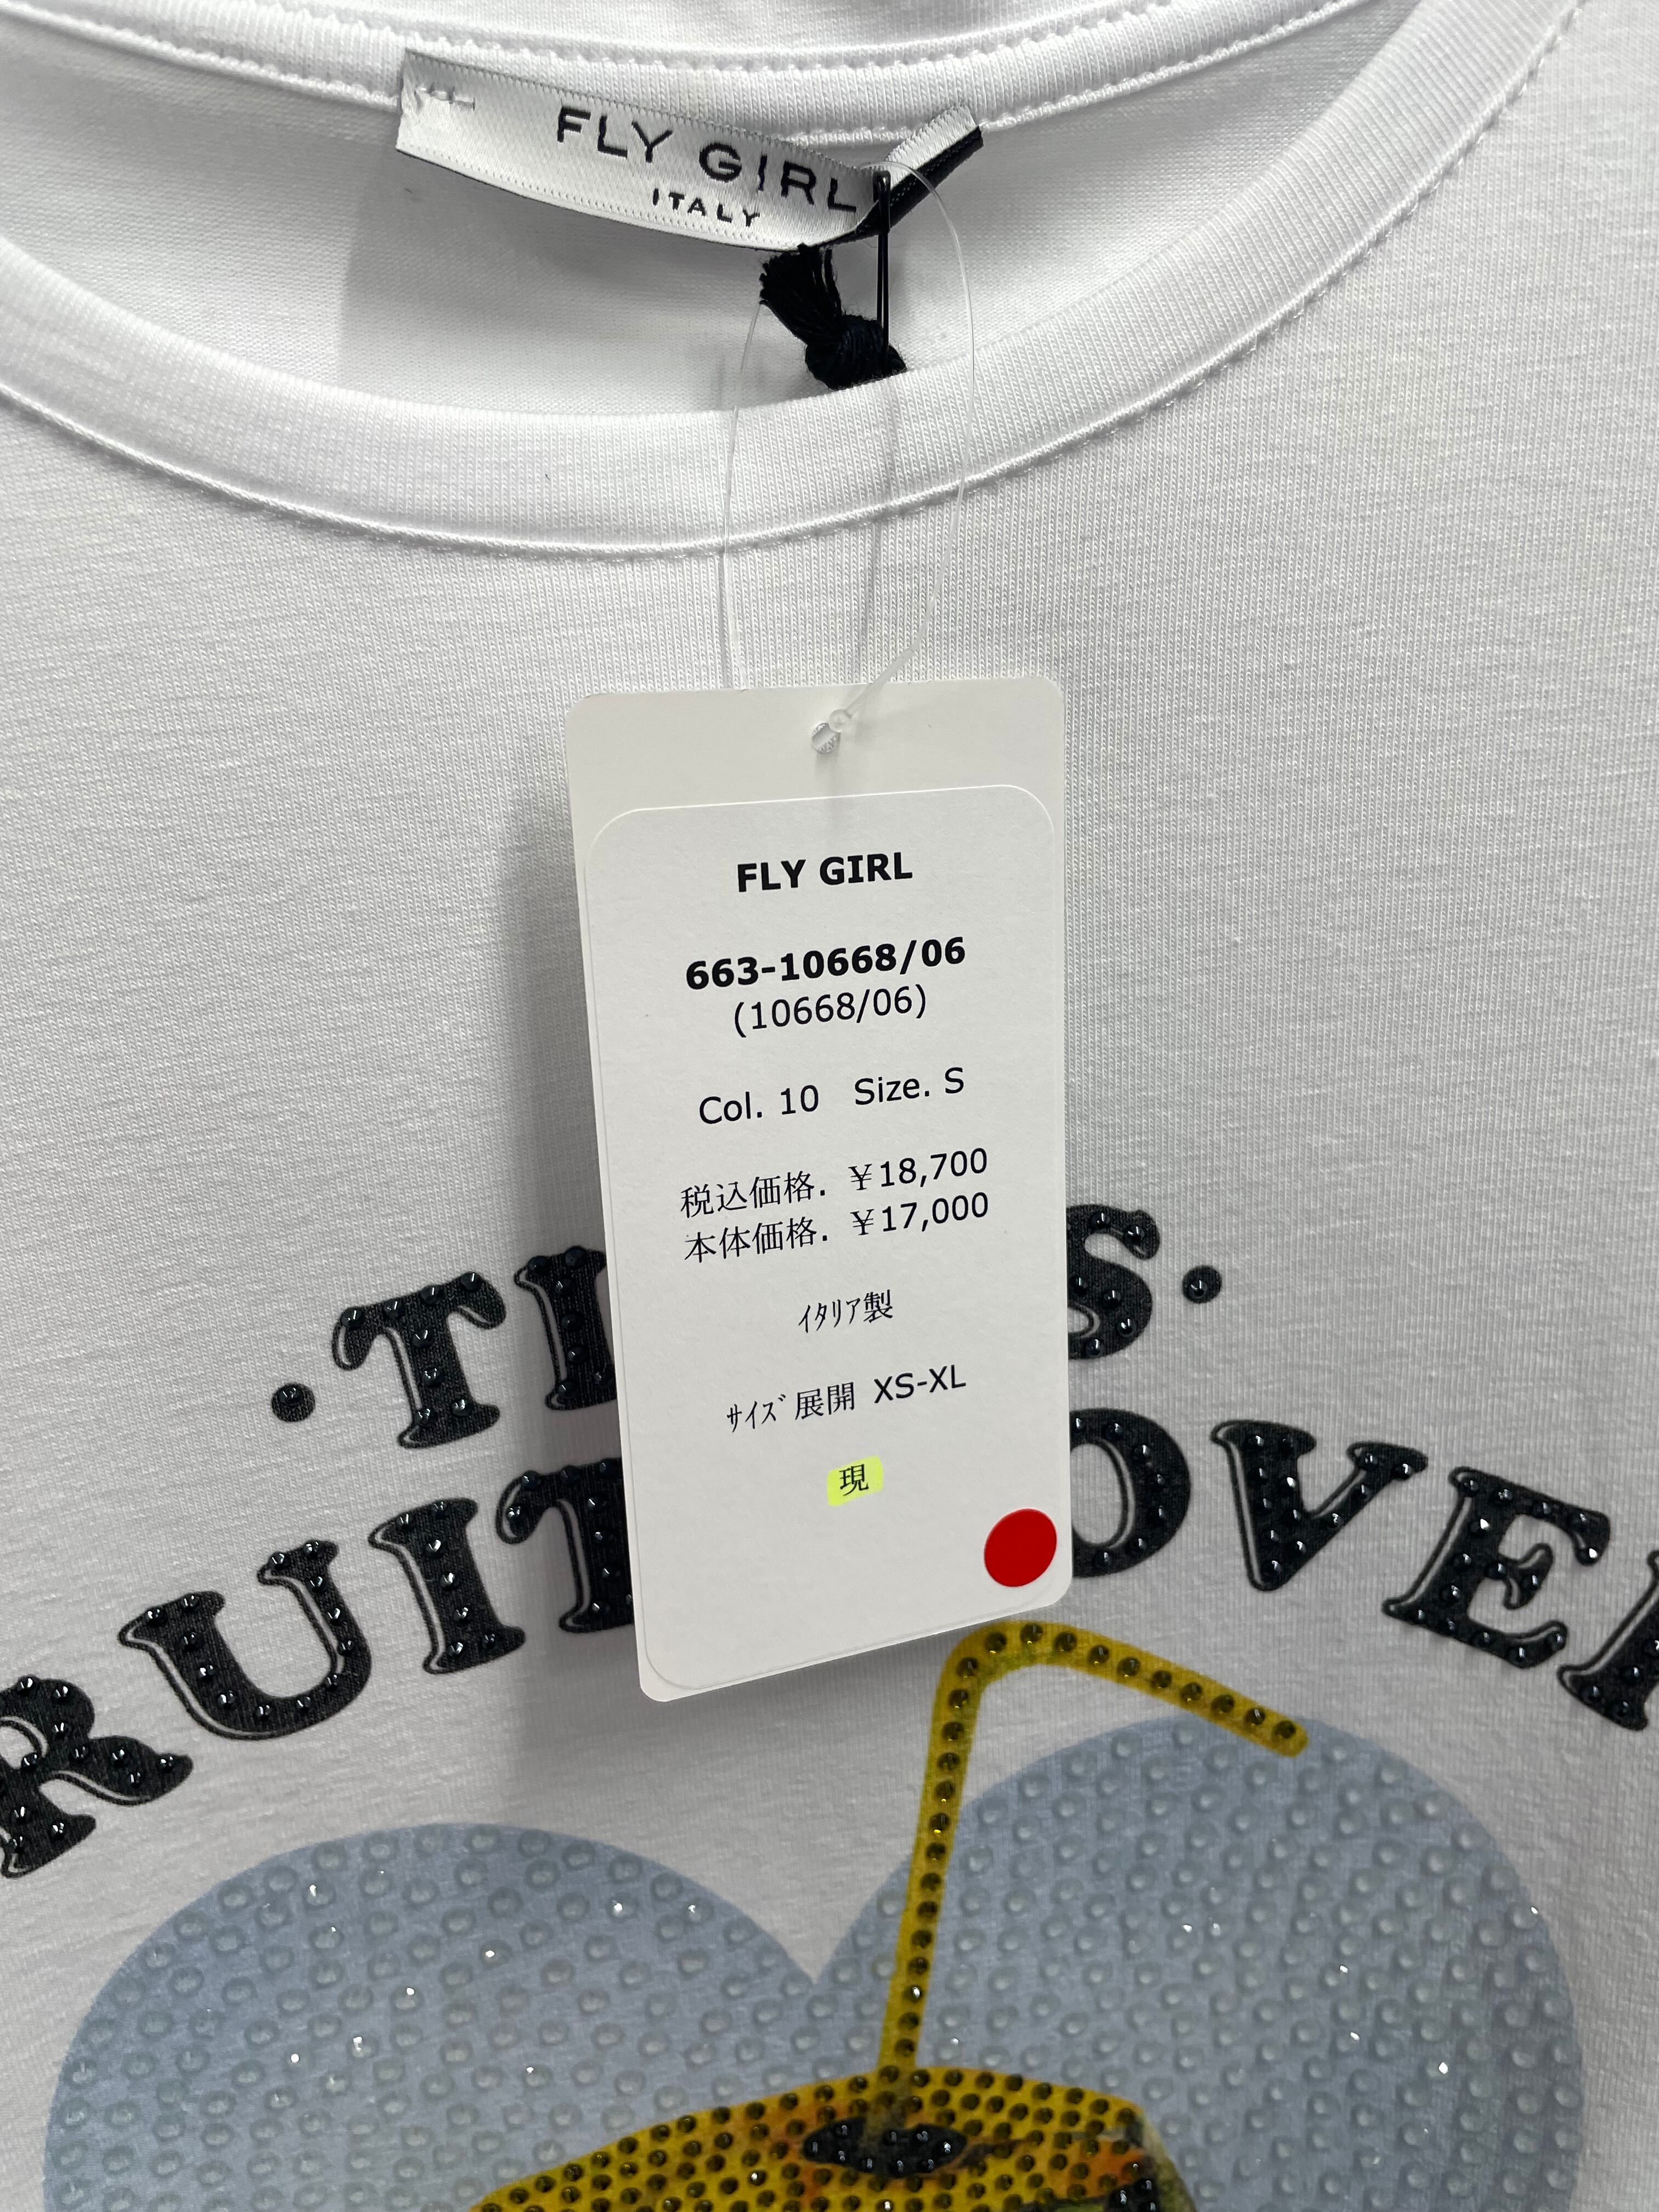 FLY GIRL
ITALY
FLY GIRL
663-10668/06
(10668/06)
Col. 10 Size. S
税込価格. ￥18,700
本体価格. ￥17,000
ｲﾀﾘｱ製
ｻｲｽﾞ展開 XS-XL
現